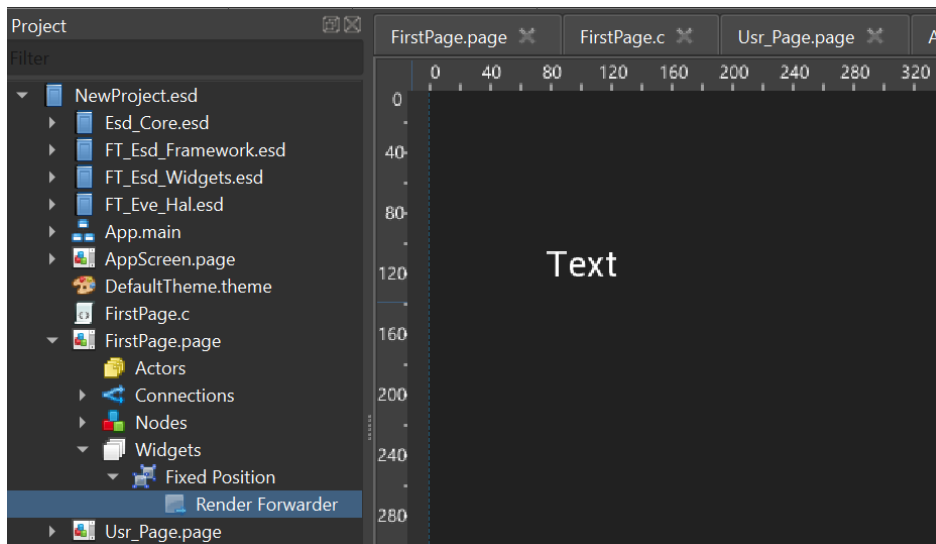 Project
Filter
NewProject.esd
Esd_Core.esd
FT_Esd_Framework.esd
FT_Esd_Widgets.esd
FT_Eve_Hal.esd
App.main
AppScreen.page
DefaultTheme.theme
FirstPage.c
FirstPage.page
Actors
Connections
Nodes
Widgets
Fixed Position
Render Forwarder
Usr_Page.page
FirstPage.page FirstPage.c Usr_Page.page A
0 40 80 120 160 200 240 280 320
0
40
80
120
160
200
240
280
Text